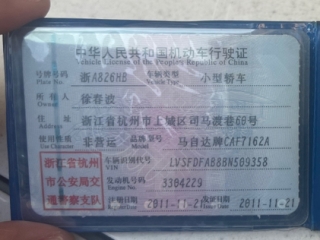 中华人民共和国机动车行驶证
Vehicle License of the People's Republic of China
号牌号码 浙A826HB 车辆类型 小型轿车
Plate No. Vehicle Type
所有人 徐春波
Owner
住址 浙江省杭州市上城区司马渡巷68号
Address
使用性质 非营运 品牌型号 马自达牌CAF7162A
Use Character Model
浙江省杭州 车辆识别代号 LVSFDFAB8BN509358
VIN
市公安局交 发动机号码 3304229
Engine No.
通警察支队 注册日期 2011-11-21 发证日期 2011-11-21